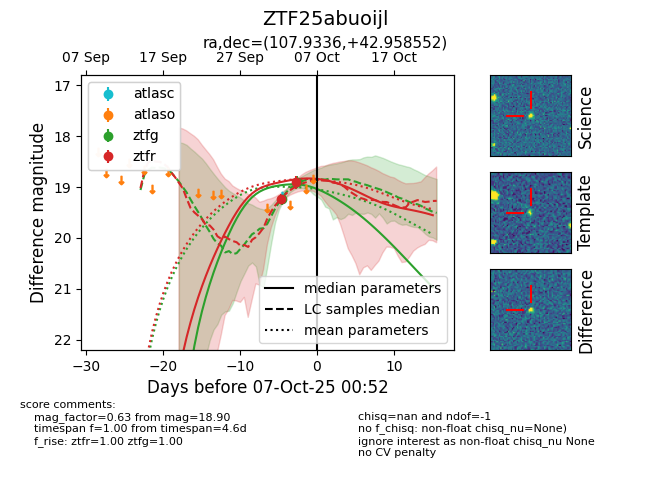 ZTF25abuoijl
ra,dec=(107.9336,+42.958552)
07 Sep 17 Sep 27 Sep 07 Oct 17 Oct
17
18
19
20
21
22
Difference magnitude
atlasc
atlaso
ztfg
ztfr
median parameters
LC samples median
mean parameters
−30 −20 −10 0 10
Days before 07-Oct-25 00:52
Science
Template
Difference
score comments:
mag_factor=0.63 from mag=18.90
timespan f=1.00 from timespan=4.6d
f_rise: ztfr=1.00 ztfg=1.00
chisq=nan and ndof=-1
no f_chisq: non-float chisq_nu=None)
ignore interest as non-float chisq_nu None
no CV penalty